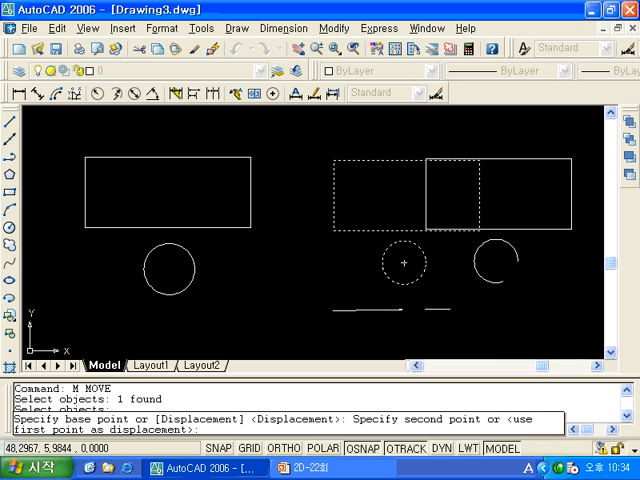 AutoCAD 2006 - [Drawing3.dwg]
File Edit View Insert Format Tools Draw Dimension Modify Express Window Help
Standard
0 ByLayer ByLayer ByLay
Standard
Y
X
Model Layout1 Layout2
Command: M MOVE
Select objects: 1 found
Select objects:
Specify base point or [Displacement] <Displacement>: Specify second point or <use
first point as displacement>:
48,2967, 5,9844 , 0,0000 SNAP GRID ORTHO POLAR OSNAP OTRACK DYN LWT MODEL
시작 AutoCAD 2006 - [... 2D-22회 A 오후 10:34